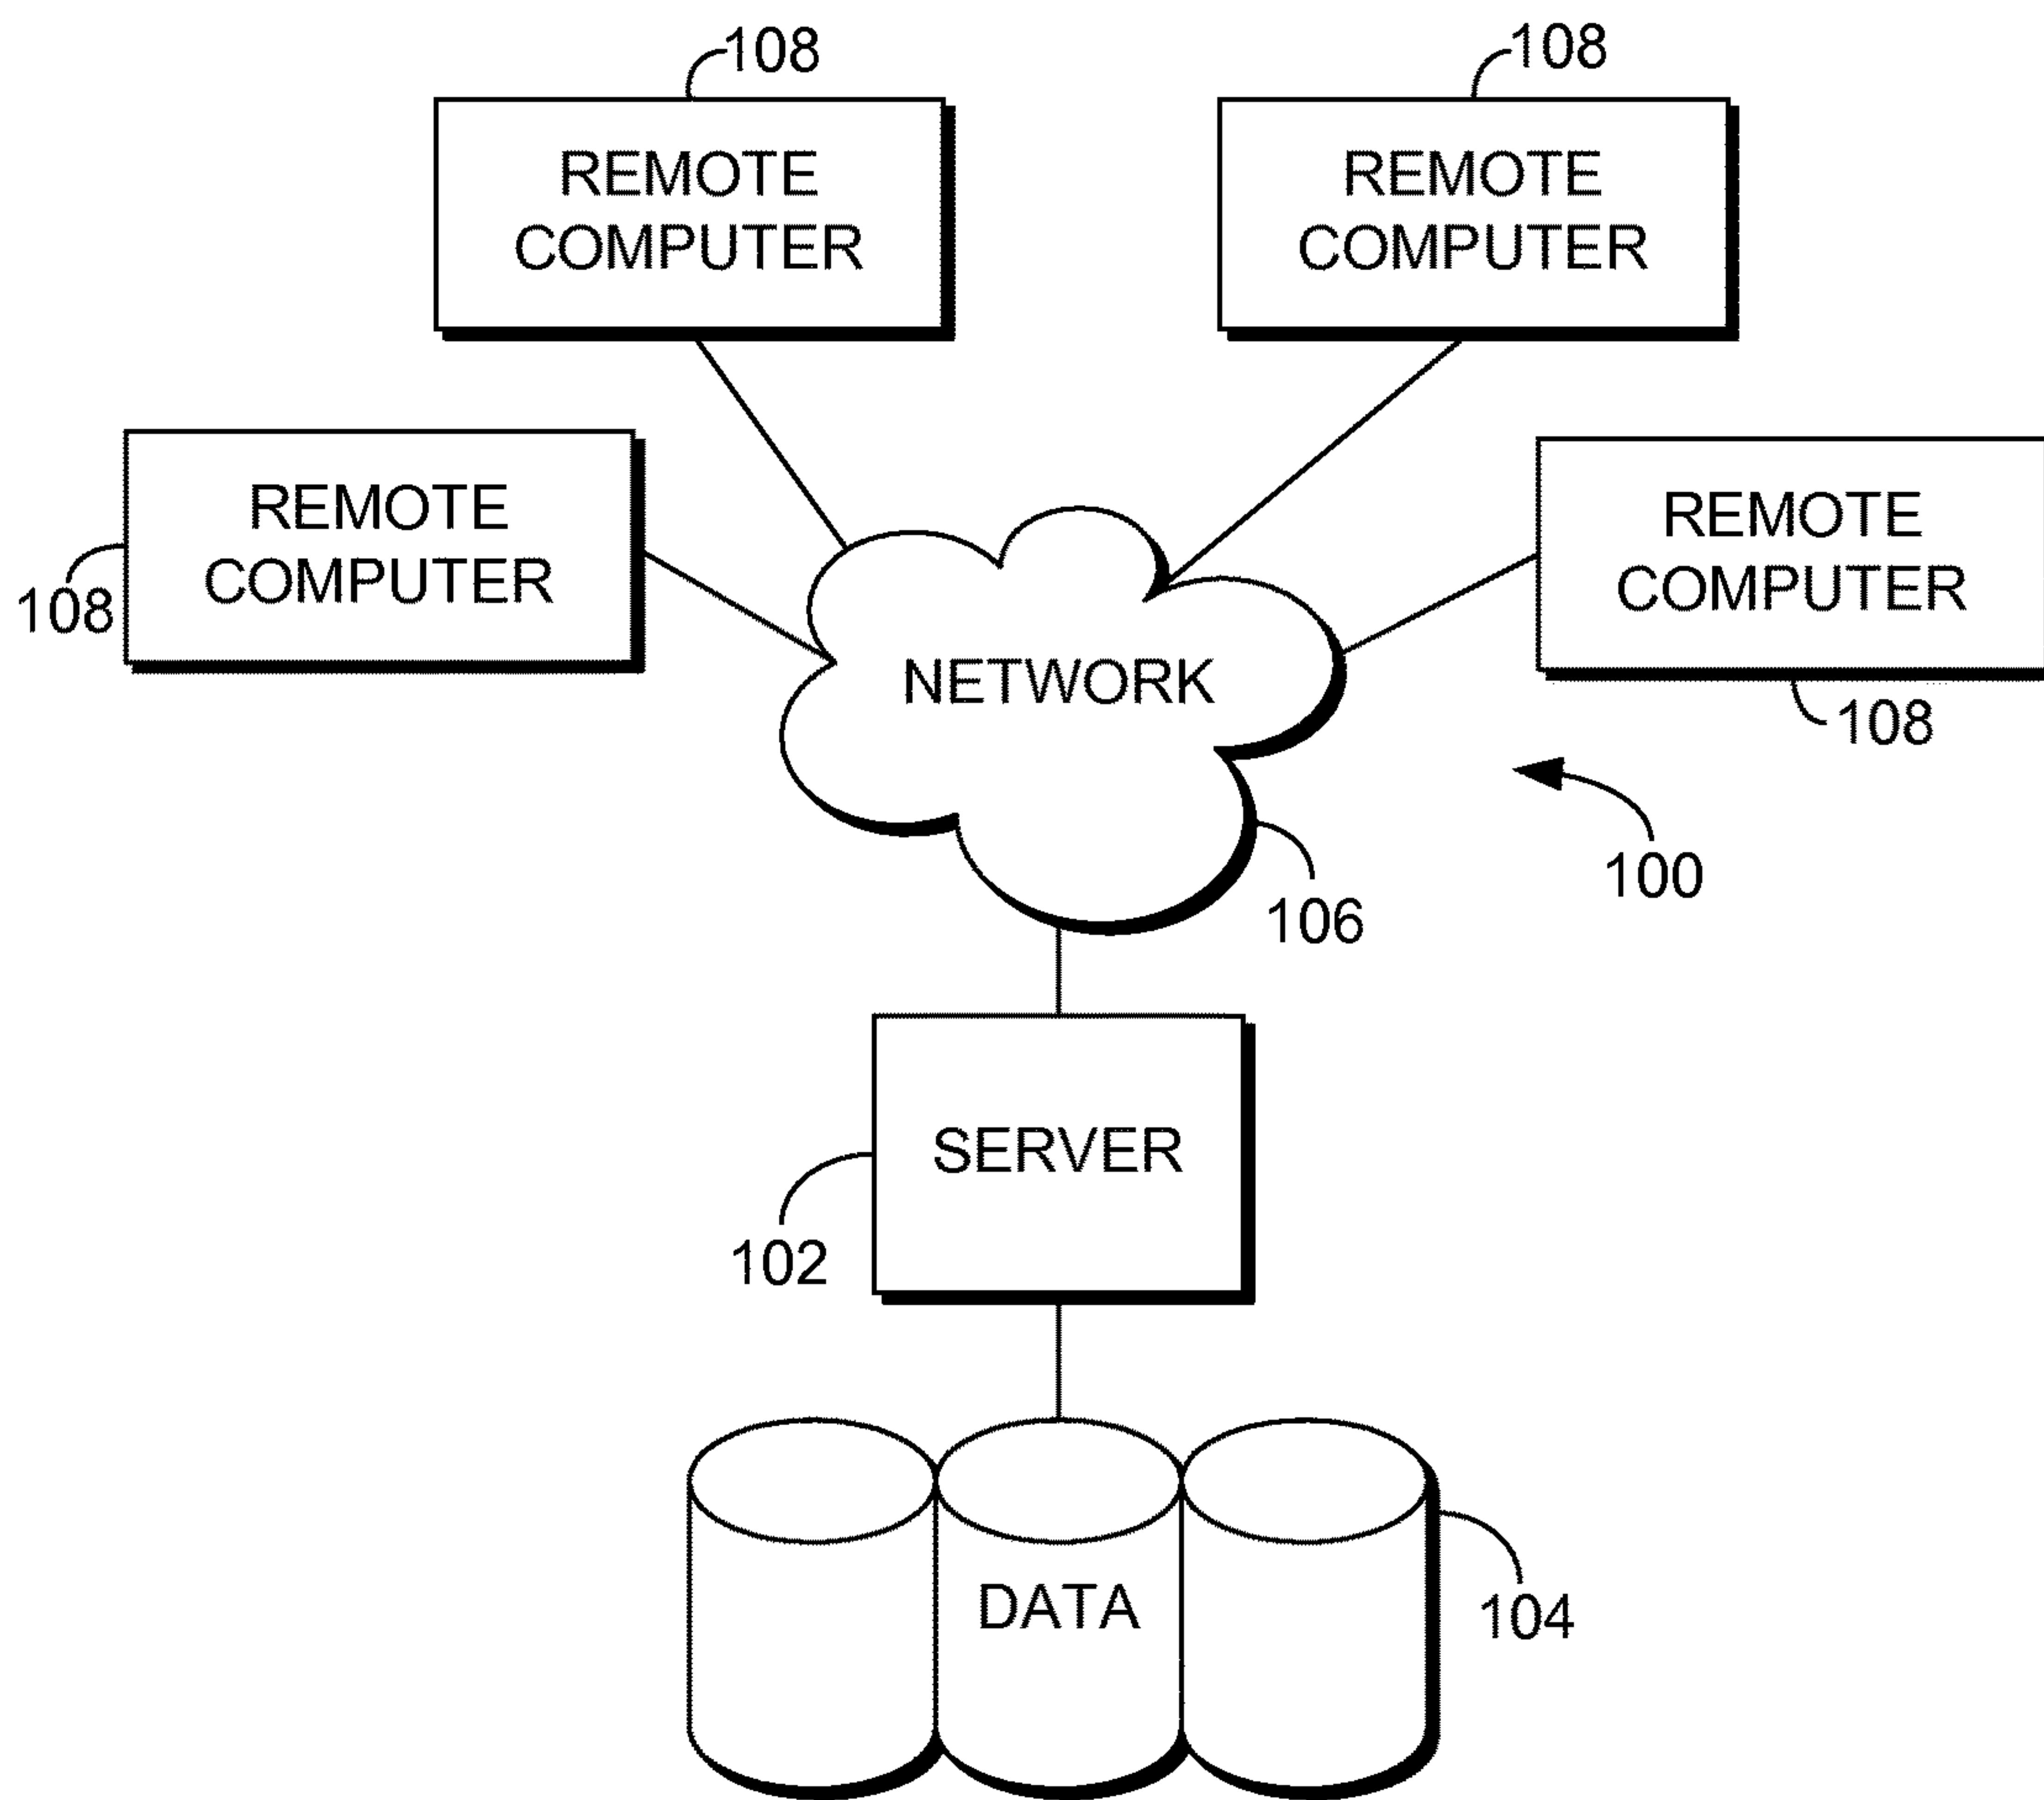 108
108
REMOTE
COMPUTER
REMOTE
COMPUTER
REMOTE
COMPUTER
108
REMOTE
COMPUTER
108
NETWORK
100
106
SERVER
102
DATA
104